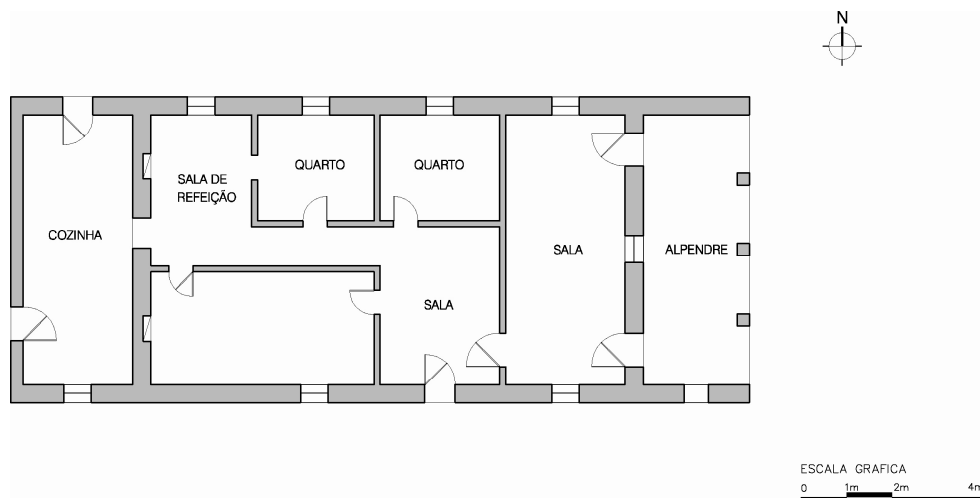 N
QUARTO
QUARTO
SALA DE
REFEIÇÃO
COZINHA
SALA
ALPENDRE
SALA
ESCALA GRAFICA
0 1m 2m 4m